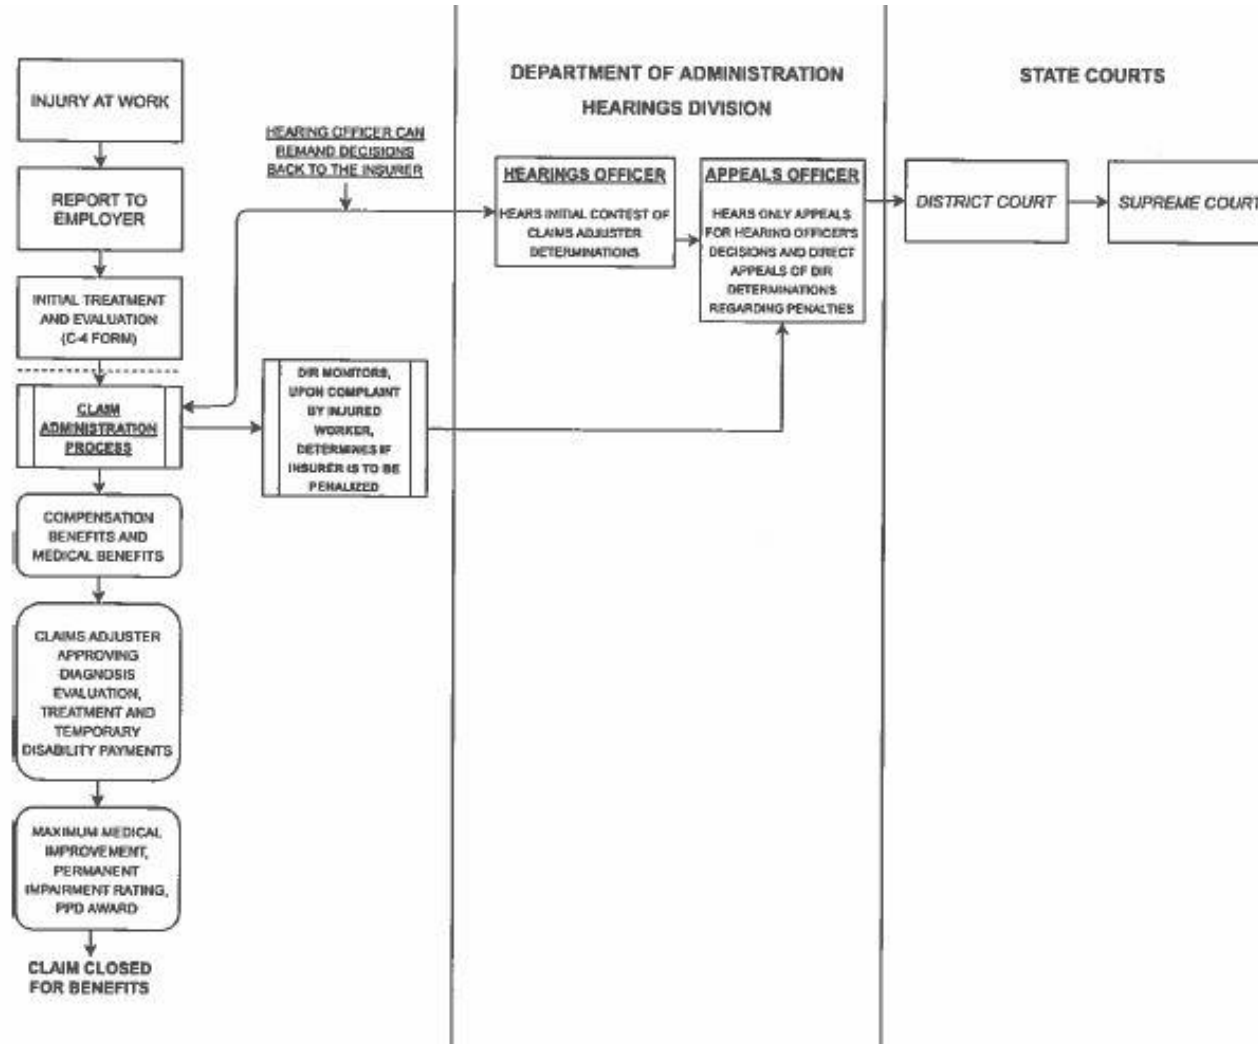 INJURY AT WORK
REPORT TO
EMPLOYER
INITIAL TREATMENT
AND EVALUATION
(C-4 FORM)
CLAIM
ADMINISTRATION
PROCESS
COMPENSATION
BENEFITS AND
MEDICAL BENEFITS
CLAIMS ADJUSTER
APPROVING
DIAGNOSIS
EVALUATION,
TREATMENT AND
TEMPORARY
DISABILITY PAYMENTS
MAXIMUM MEDICAL
IMPROVEMENT,
PERMANENT
IMPAIRMENT RATING,
PPD AWARD
CLAIM CLOSED
FOR BENEFITS
HEARING OFFICER CAN
REMAND DECISIONS
BACK TO THE INSURER
DIR MONITORS,
UPON COMPLAINT
BY INJURED
WORKER,
DETERMINES IF
INSURER IS TO BE
PENALIZED
DEPARTMENT OF ADMINISTRATION
HEARINGS DIVISION
HEARINGS OFFICER
HEARS INITIAL CONTEST OF
CLAIMS ADJUSTER
DETERMINATIONS
APPEALS OFFICER
HEARS ONLY APPEALS
FOR HEARING OFFICER'S
DECISIONS AND DIRECT
APPEALS OF DIR
DETERMINATIONS
REGARDING PENALTIES
STATE COURTS
DISTRICT COURT
SUPREME COURT